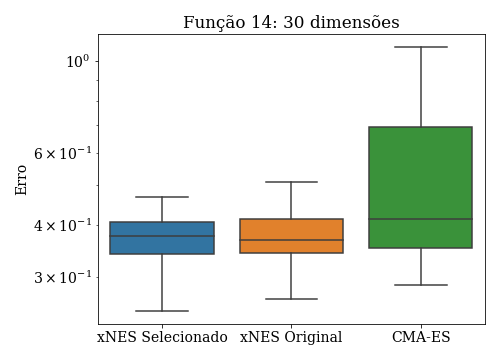 Função 14: 30 dimensões
Erro
10⁰
6 × 10⁻¹
4 × 10⁻¹
3 × 10⁻¹
xNES Selecionado xNES Original CMA-ES